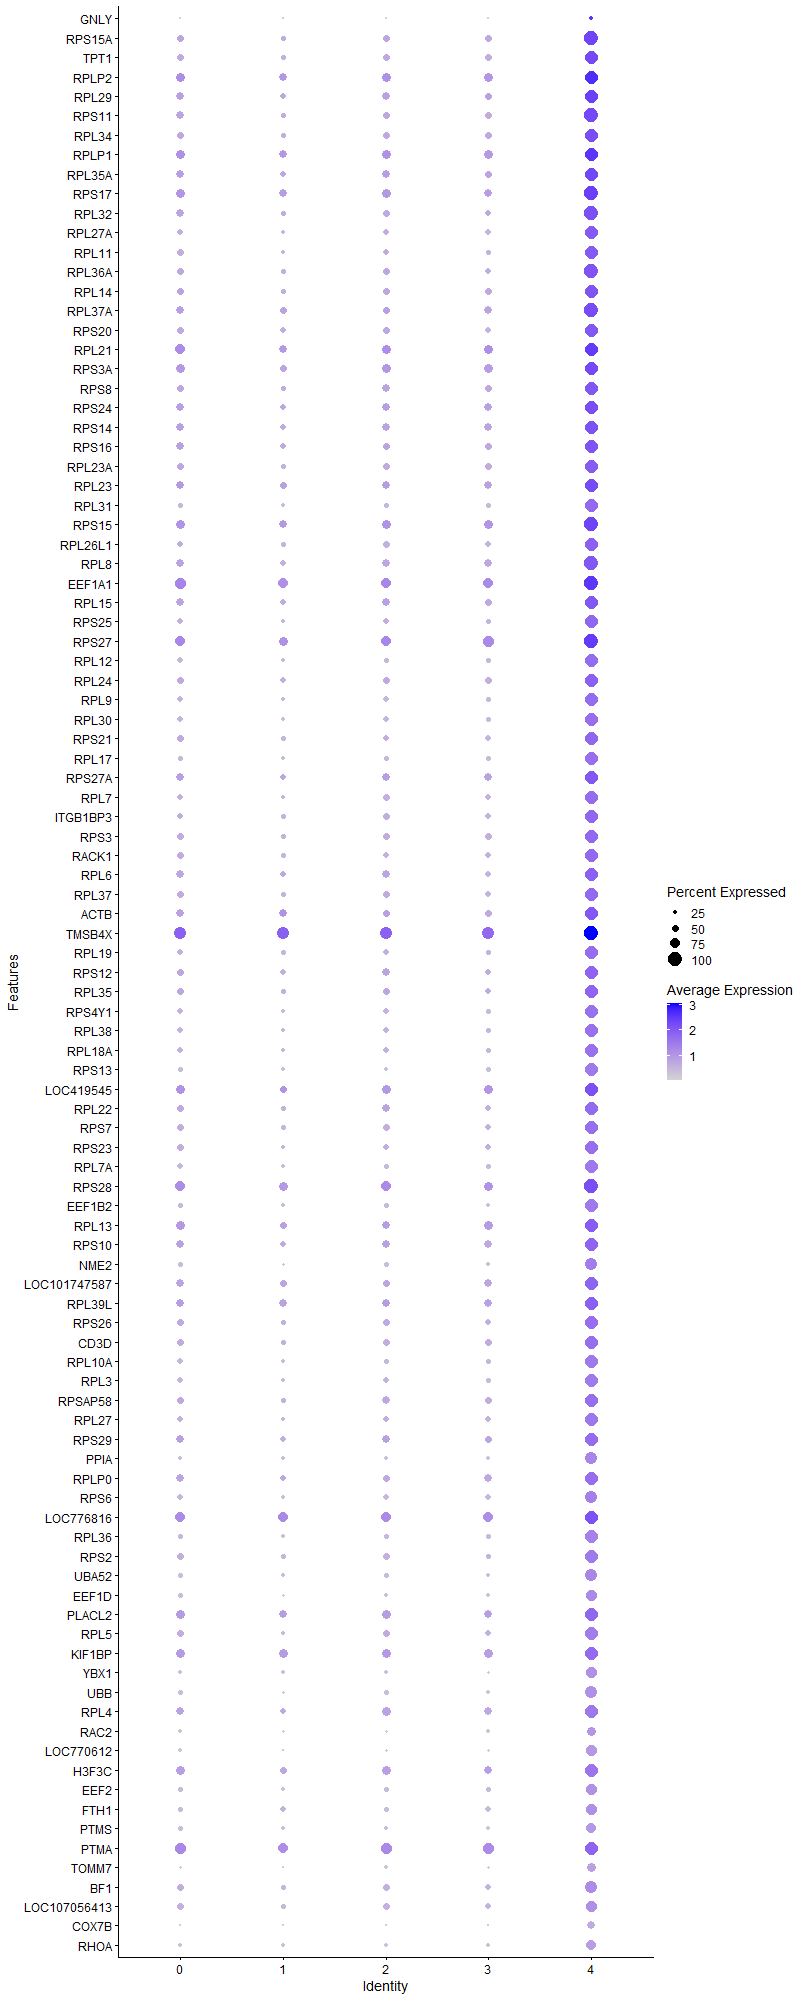 GNLY
RPS15A
TPT1
RPLP2
RPL29
RPS11
RPL34
RPLP1
RPL35A
RPS17
RPL32
RPL27A
RPL11
RPL36A
RPL14
RPL37A
RPS20
RPL21
RPS3A
RPS8
RPS24
RPS14
RPS16
RPL23A
RPL23
RPL31
RPS15
RPL26L1
RPL8
EEF1A1
RPL15
RPS25
RPS27
RPL12
RPL24
RPL9
RPL30
RPS21
RPL17
RPS27A
RPL7
ITGB1BP3
RPS3
RACK1
RPL6
RPL37
ACTB
TMSB4X
RPL19
RPS12
RPL35
RPS4Y1
RPL38
RPL18A
RPS13
LOC419545
RPL22
RPS7
RPS23
RPL7A
RPS28
EEF1B2
RPL13
RPS10
NME2
LOC101747587
RPL39L
RPS26
CD3D
RPL10A
RPL3
RPSAP58
RPL27
RPS29
PPIA
RPLP0
RPS6
LOC776816
RPL36
RPS2
UBA52
EEF1D
PLACL2
RPL5
KIF1BP
YBX1
UBB
RPL4
RAC2
LOC770612
H3F3C
EEF2
FTH1
PTMS
PTMA
TOMM7
BF1
LOC107056413
COX7B
RHOA
Features
0 1 2 3 4
Identity
Percent Expressed
25
50
75
100
Average Expression
3
2
1